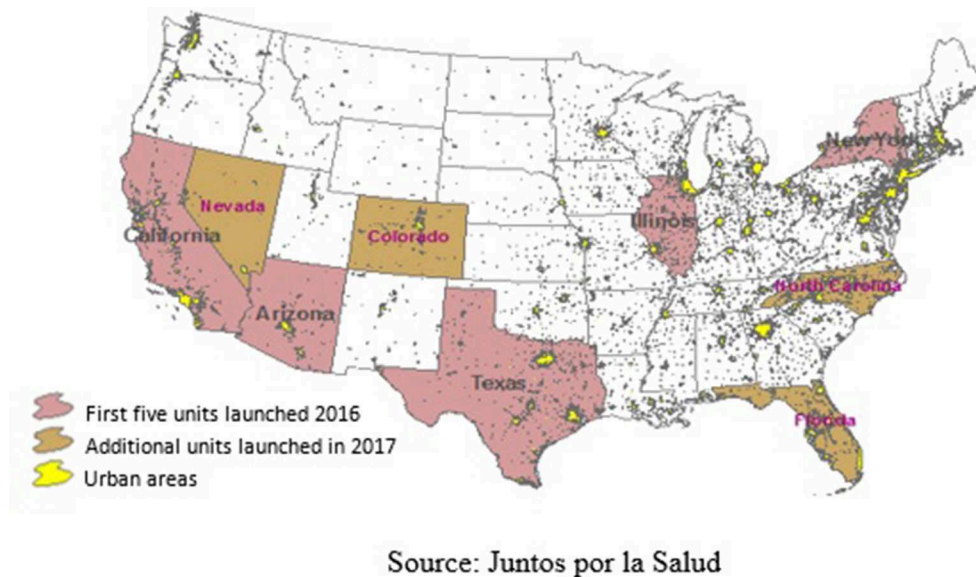 New York
Nevada
Illinois
California
Colorado
North Carolina
Arizona
Texas
First five units launched 2016
Florida
Additional units launched in 2017
Urban areas
Source: Juntos por la Salud